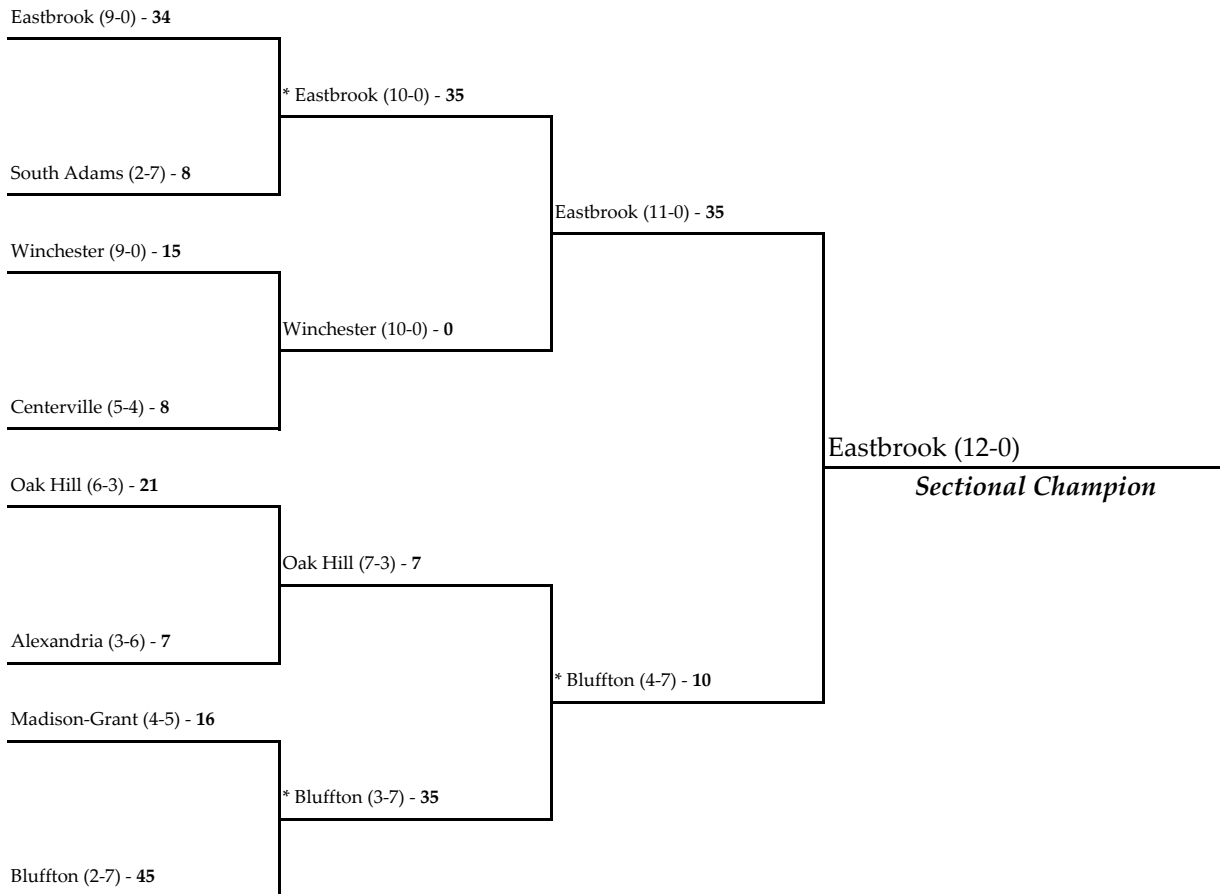 Eastbrook (9-0) - 34
* Eastbrook (10-0) - 35
South Adams (2-7) - 8
Eastbrook (11-0) - 35
Winchester (9-0) - 15
Winchester (10-0) - 0
Centerville (5-4) - 8
Eastbrook (12-0)
Sectional Champion
Oak Hill (6-3) - 21
Oak Hill (7-3) - 7
Alexandria (3-6) - 7
* Bluffton (4-7) - 10
Madison-Grant (4-5) - 16
* Bluffton (3-7) - 35
Bluffton (2-7) - 45